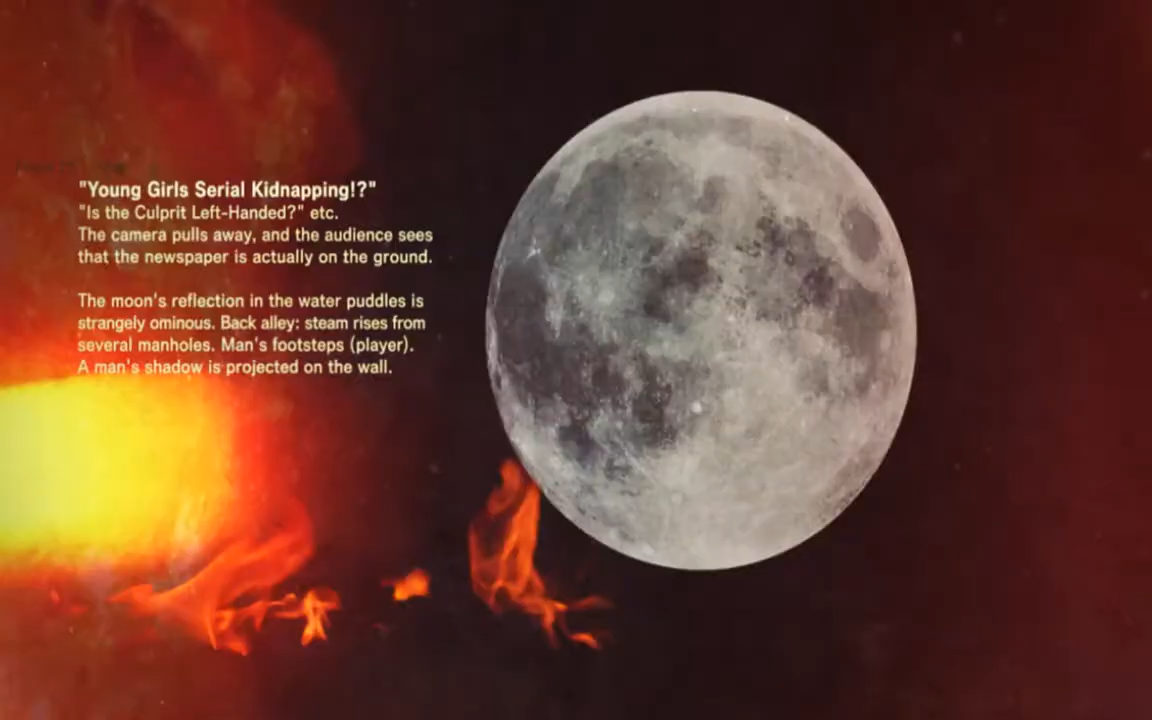 "Young Girls Serial Kidnapping!?"
"Is the Culprit Left-Handed?" etc.
The camera pulls away, and the audience sees
that the newspaper is actually on the ground.
The moon's reflection in the water puddles is
strangely ominous. Back alley: steam rises from
several manholes. Man's footsteps (player).
A man's shadow is projected on the wall.